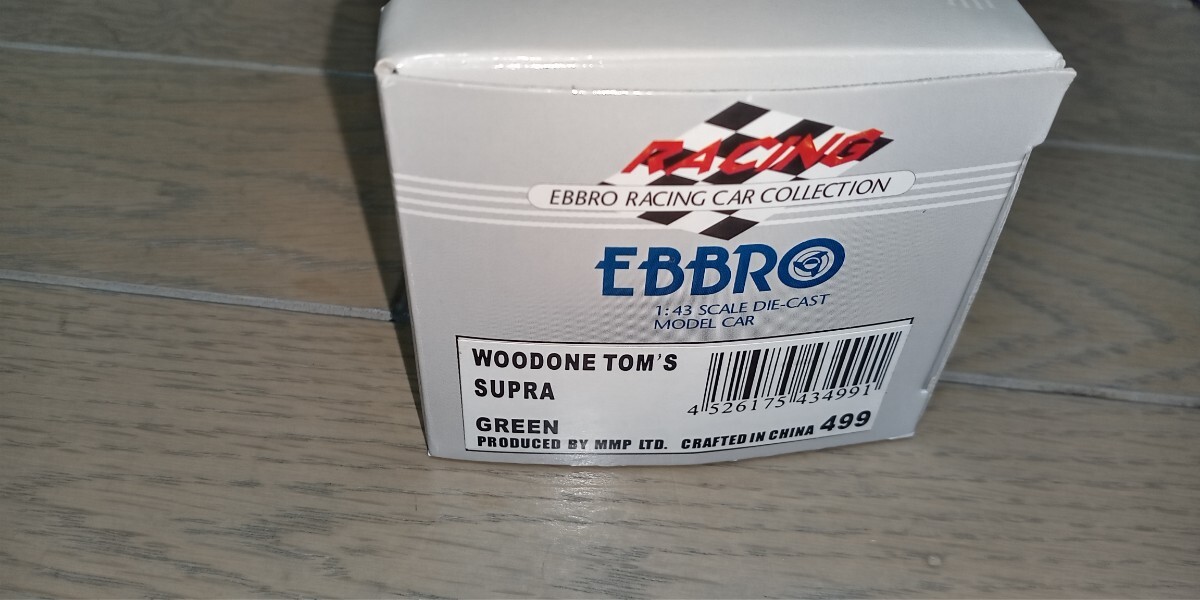 RACING
EBBRO RACING CAR COLLECTION
EBBRO
1:43 SCALE DIE-CAST
MODEL CAR
WOODONE TOM'S
SUPRA
GREEN
4 526175 434991
PRODUCED BY MMP LTD. CRAFTED IN CHINA 499